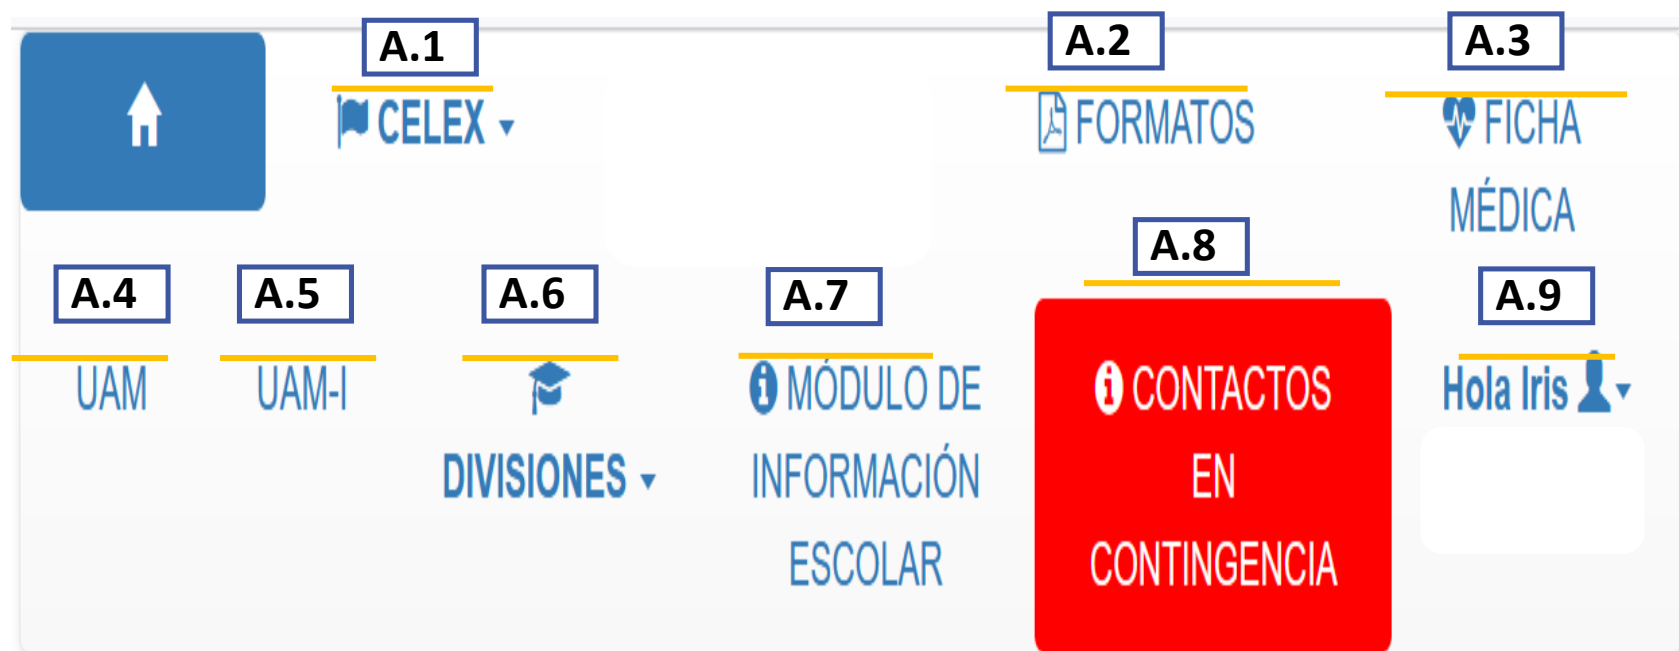 A.1
A.2
A.3
CELEX
FORMATOS
FICHA
MÉDICA
A.4
A.5
A.6
A.7
A.8
A.9
UAM
UAM-I
DIVISIONES
MÓDULO DE
INFORMACIÓN
ESCOLAR
CONTACTOS
EN
CONTINGENCIA
Hola Iris